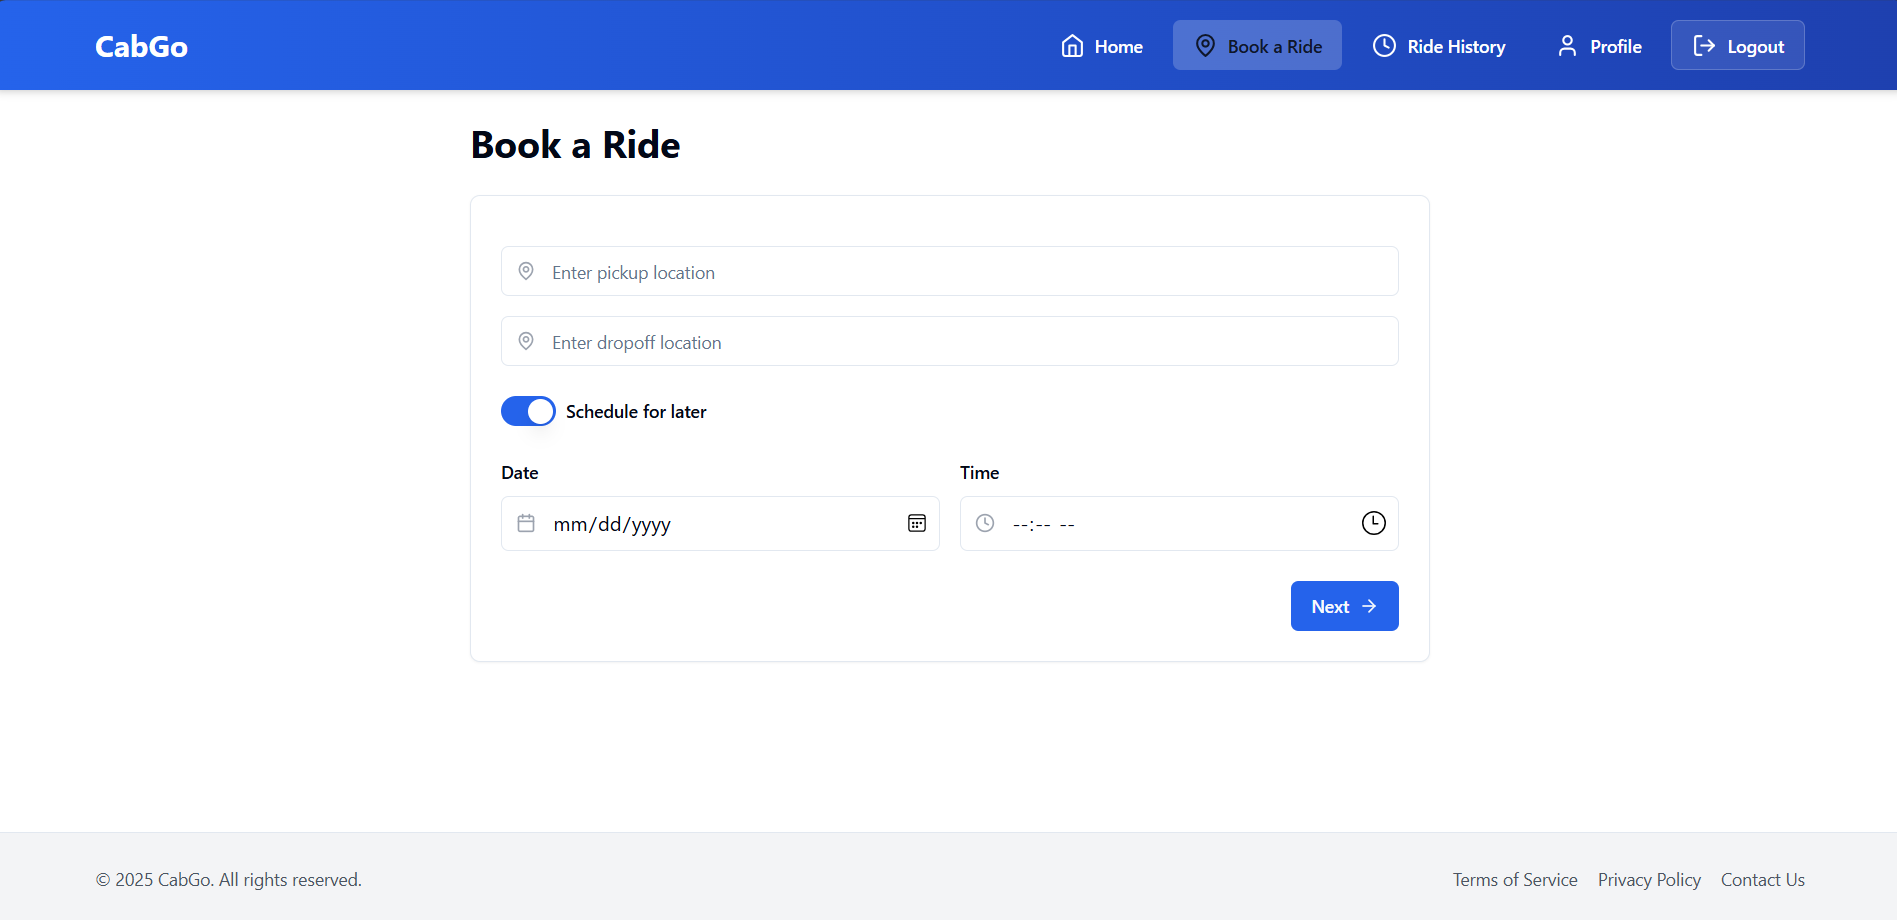 CabGo
Home
Book a Ride
Ride History
Profile
Logout
Book a Ride
Enter pickup location
Enter dropoff location
Schedule for later
Date
Time
mm/dd/yyyy
--:-- --
Next
© 2025 CabGo. All rights reserved.
Terms of Service
Privacy Policy
Contact Us